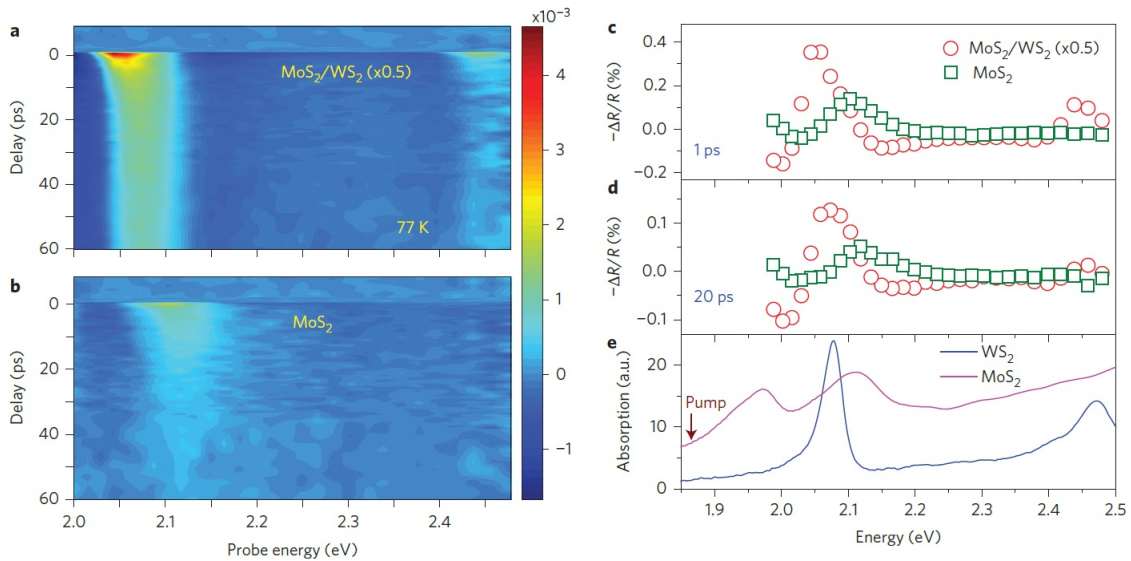 a
Delay (ps)
0
20
40
60
MoS₂/WS₂ (x0.5)
77 K
b
Delay (ps)
0
10
20
30
40
50
60
MoS₂
2.0
2.1
2.2
2.3
2.4
Probe energy (eV)
x10⁻³
4
3
2
1
0
−1
c
−ΔR/R (%)
0.4
0.2
0.0
−0.2
MoS₂/WS₂ (x0.5)
MoS₂
1 ps
d
−ΔR/R (%)
0.1
0.0
−0.1
20 ps
e
Absorption (a.u.)
20
10
0
WS₂
MoS₂
Pump
1.9
2.0
2.1
2.2
2.3
2.4
2.5
Energy (eV)